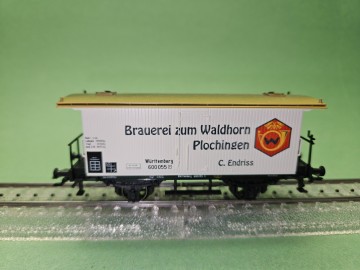 Brauerei zum Waldhorn
Plochingen
C. Endriss
Württemberg
600055
W